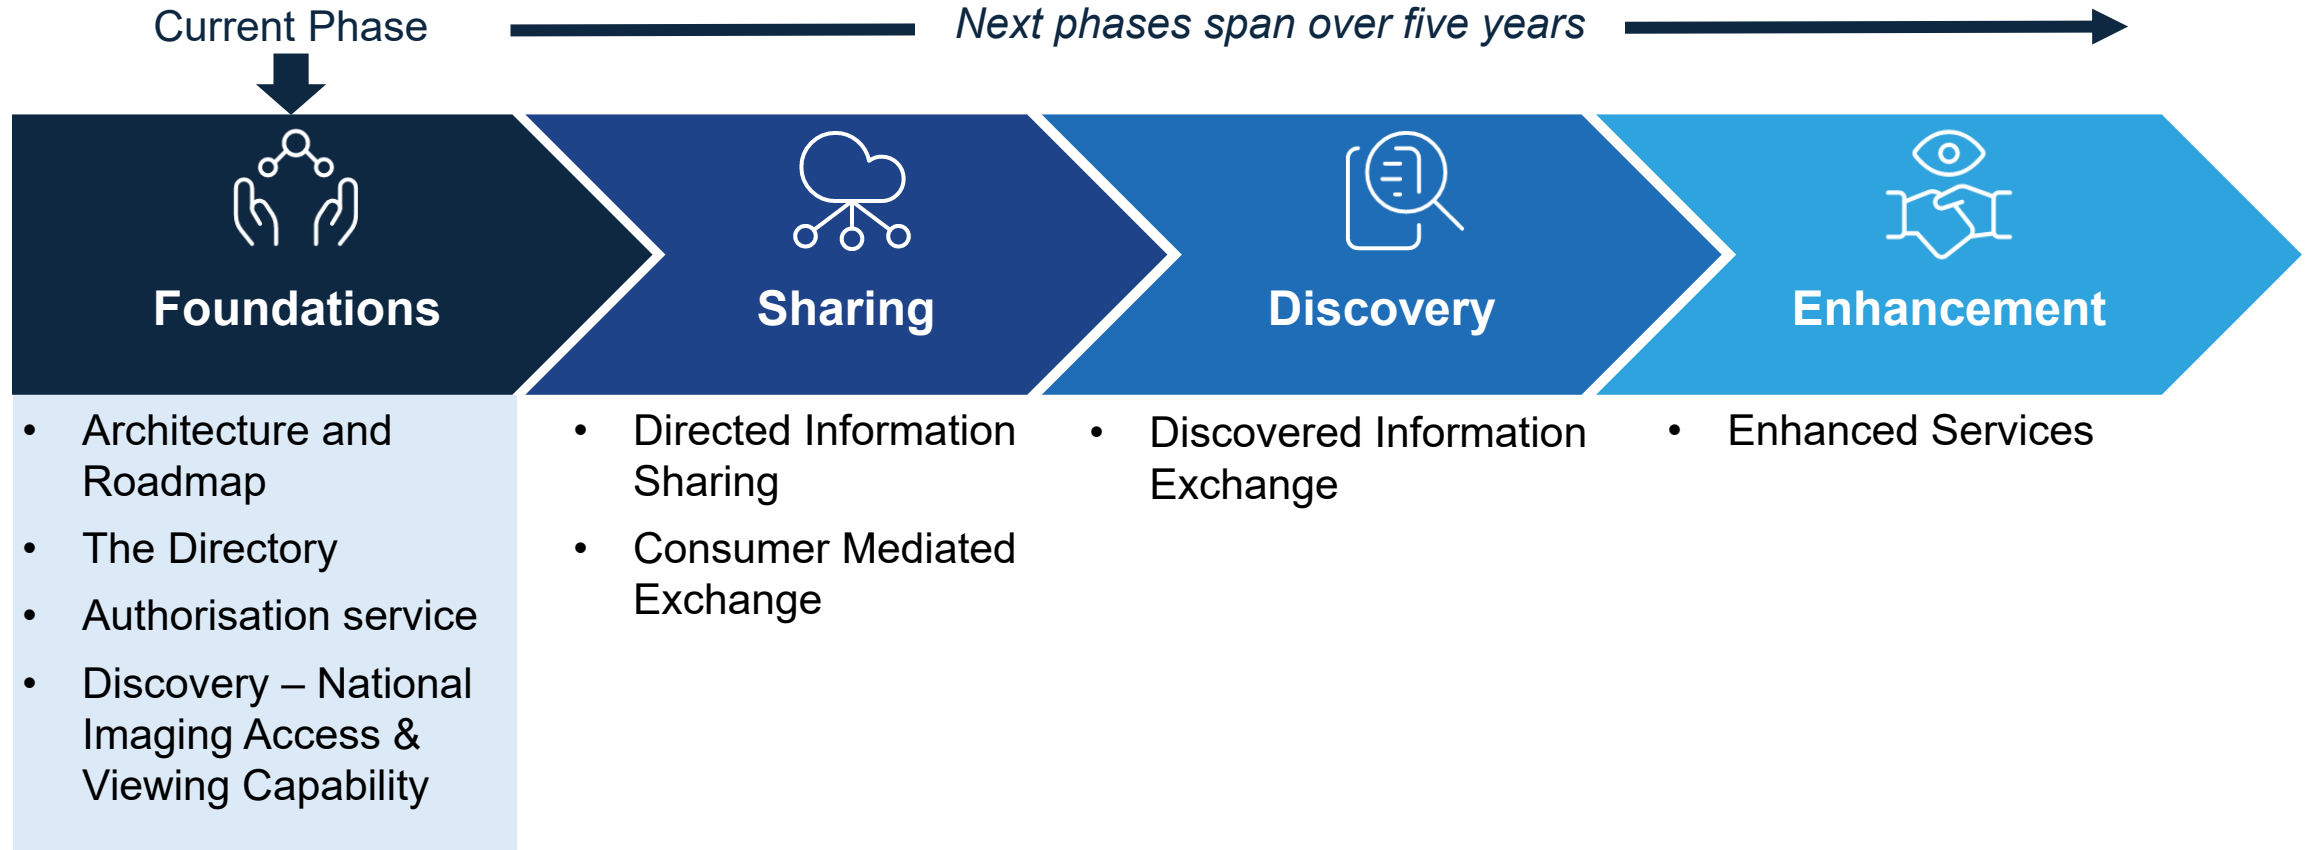 Current Phase
Next phases span over five years
Foundations
Sharing
Discovery
Enhancement
• Architecture and
Roadmap
• The Directory
• Authorisation service
• Discovery – National
Imaging Access &
Viewing Capability
• Directed Information
Sharing
• Consumer Mediated
Exchange
• Discovered Information
Exchange
• Enhanced Services